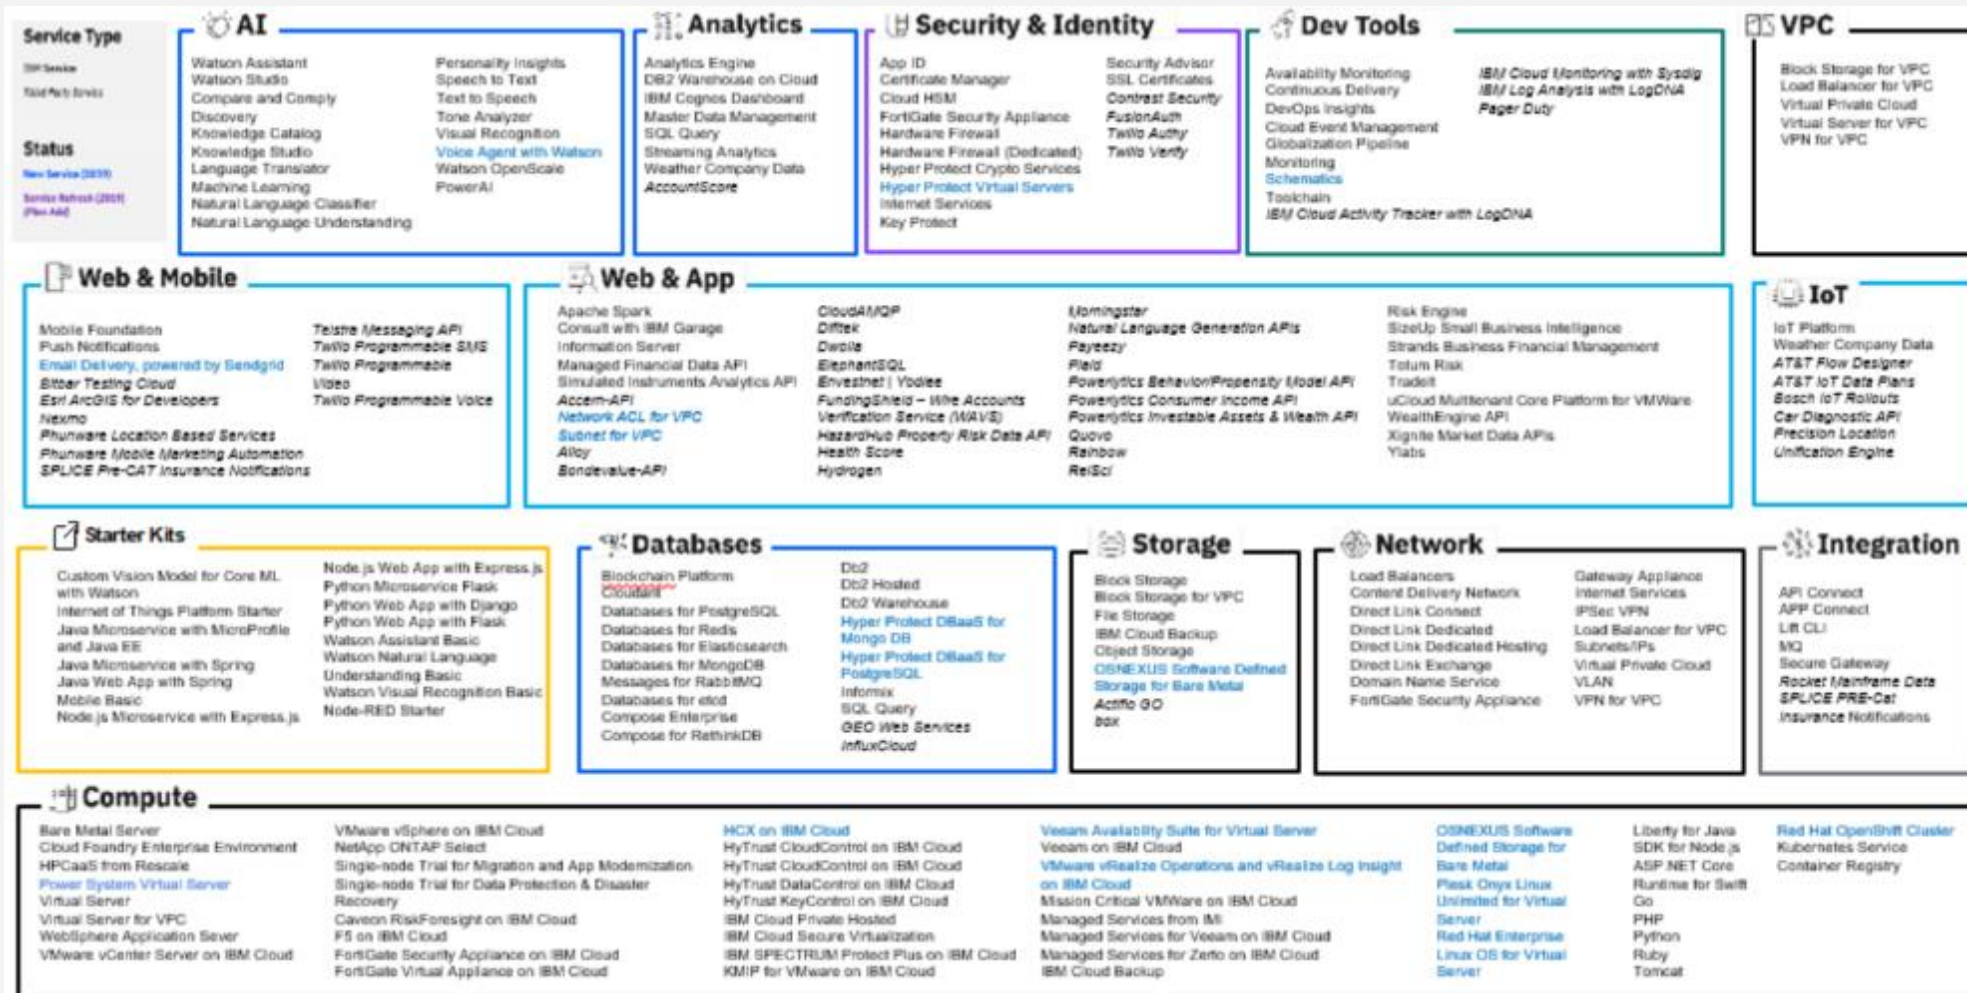 Service Type
IBM Service
Third Party Service
Status
New Service (2019)
Service Refresh (2019)
(Plan Add)
AI
Watson Assistant
Watson Studio
Compare and Comply
Discovery
Knowledge Catalog
Knowledge Studio
Language Translator
Machine Learning
Natural Language Classifier
Natural Language Understanding
Personality Insights
Speech to Text
Text to Speech
Tone Analyzer
Visual Recognition
Voice Agent with Watson
Watson OpenScale
PowerAI
Analytics
Analytics Engine
DB2 Warehouse on Cloud
IBM Cognos Dashboard
Master Data Management
SQL Query
Streaming Analytics
Weather Company Data
AccountScore
Security & Identity
App ID
Certificate Manager
Cloud HSM
FortiGate Security Appliance
Hardware Firewall
Hardware Firewall (Dedicated)
Hyper Protect Crypto Services
Hyper Protect Virtual Servers
Internet Services
Key Protect
Security Advisor
SSL Certificates
Contrast Security
FusionAuth
Twilio Authy
Twilio Verify
Dev Tools
Availability Monitoring
Continuous Delivery
DevOps Insights
Cloud Event Management
Globalization Pipeline
Monitoring
Schematics
Toolchain
IBM Cloud Activity Tracker with LogDNA
IBM Cloud Monitoring with Sysdig
IBM Log Analysis with LogDNA
Pager Duty
VPC
Block Storage for VPC
Load Balancer for VPC
Virtual Private Cloud
Virtual Server for VPC
VPN for VPC
Web & Mobile
Mobile Foundation
Push Notifications
Email Delivery, powered by Sendgrid
Bitbar Testing Cloud
Esri ArcGIS for Developers
Nexmo
Phunware Location Based Services
Phunware Mobile Marketing Automation
SPLICE Pre-CAT Insurance Notifications
Telstra Messaging API
Twilio Programmable SMS
Twilio Programmable
Video
Twilio Programmable Voice
Web & App
Apache Spark
Consult with IBM Garage
Information Server
Managed Financial Data API
Simulated Instruments Analytics API
Accern-API
Network ACL for VPC
Subnet for VPC
Alloy
Bondevalue-API
CloudAMQP
Diffek
Dwolla
ElephantSQL
Envestnet | Yodlee
FundingShield – Wire Accounts
Verification Service (WAVS)
HazardHub Property Risk Data API
Health Score
Hydrogen
Morningstar
Natural Language Generation APIs
Payeezy
Plaid
Powerlytics Behavior/Propensity Model API
Powerlytics Consumer Income API
Powerlytics Investable Assets & Wealth API
Quovo
Rainbow
RelSci
Risk Engine
SizeUp Small Business Intelligence
Strands Business Financial Management
Totum Risk
TradeIt
uCloud Multitenant Core Platform for VMWare
WealthEngine API
Xignite Market Data APIs
Ylabs
IoT
IoT Platform
Weather Company Data
AT&T Flow Designer
AT&T IoT Data Plans
Bosch IoT Rollouts
Car Diagnostic API
Precision Location
Unification Engine
Starter Kits
Custom Vision Model for Core ML
with Watson
Internet of Things Platform Starter
Java Microservice with MicroProfile
and Java EE
Java Microservice with Spring
Java Web App with Spring
Mobile Basic
Node.js Microservice with Express.js
Node.js Web App with Express.js
Python Microservice Flask
Python Web App with Django
Python Web App with Flask
Watson Assistant Basic
Watson Natural Language
Understanding Basic
Watson Visual Recognition Basic
Node-RED Starter
Databases
Blockchain Platform
Cloudant
Databases for PostgreSQL
Databases for Redis
Databases for Elasticsearch
Databases for MongoDB
Messages for RabbitMQ
Databases for etcd
Compose Enterprise
Compose for RethinkDB
Db2
Db2 Hosted
Db2 Warehouse
Hyper Protect DBaaS for
Mongo DB
Hyper Protect DBaaS for
PostgreSQL
Informix
SQL Query
GEO Web Services
InfluxCloud
Storage
Block Storage
Block Storage for VPC
File Storage
IBM Cloud Backup
Object Storage
OSNEXUS Software Defined
Storage for Bare Metal
Actifio GO
box
Network
Load Balancers
Content Delivery Network
Direct Link Connect
Direct Link Dedicated
Direct Link Dedicated Hosting
Direct Link Exchange
Domain Name Service
FortiGate Security Appliance
Gateway Appliance
Internet Services
IPSec VPN
Load Balancer for VPC
Subnets/IPs
Virtual Private Cloud
VLAN
VPN for VPC
Integration
API Connect
APP Connect
Lift CLI
MQ
Secure Gateway
Rocket Mainframe Data
SPLICE PRE-Cat
Insurance Notifications
Compute
Bare Metal Server
Cloud Foundry Enterprise Environment
HPCaaS from Rescale
Power System Virtual Server
Virtual Server
Virtual Server for VPC
WebSphere Application Sever
VMware vCenter Server on IBM Cloud
VMware vSphere on IBM Cloud
NetApp ONTAP Select
Single-node Trial for Migration and App Modernization
Single-node Trial for Data Protection & Disaster
Recovery
Caveon RiskForesight on IBM Cloud
F5 on IBM Cloud
FortiGate Security Appliance on IBM Cloud
FortiGate Virtual Appliance on IBM Cloud
HCX on IBM Cloud
HyTrust CloudControl on IBM Cloud
HyTrust CloudControl on IBM Cloud
HyTrust DataControl on IBM Cloud
HyTrust KeyControl on IBM Cloud
IBM Cloud Private Hosted
IBM Cloud Secure Virtualization
IBM SPECTRUM Protect Plus on IBM Cloud
KMIP for VMware on IBM Cloud
Veeam Availability Suite for Virtual Server
Veeam on IBM Cloud
VMware vRealize Operations and vRealize Log Insight
on IBM Cloud
Mission Critical VMWare on IBM Cloud
Managed Services from IMI
Managed Services for Veeam on IBM Cloud
Managed Services for Zerto on IBM Cloud
IBM Cloud Backup
OSNEXUS Software
Defined Storage for
Bare Metal
Plesk Onyx Linux
Unlimited for Virtual
Server
Red Hat Enterprise
Linux OS for Virtual
Server
Liberty for Java
SDK for Node.js
ASP.NET Core
Runtime for Swift
Go
PHP
Python
Ruby
Tomcat
Red Hat OpenShift Cluster
Kubernetes Service
Container Registry